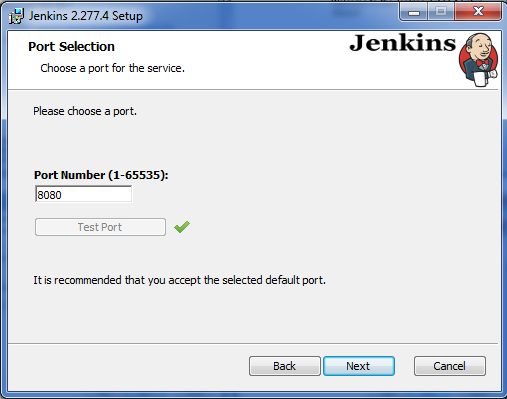 Jenkins 2.277.4 Setup
Port Selection
Choose a port for the service.
Jenkins
Please choose a port.
Port Number (1-65535):
8080
Test Port
It is recommended that you accept the selected default port.
Back
Next
Cancel